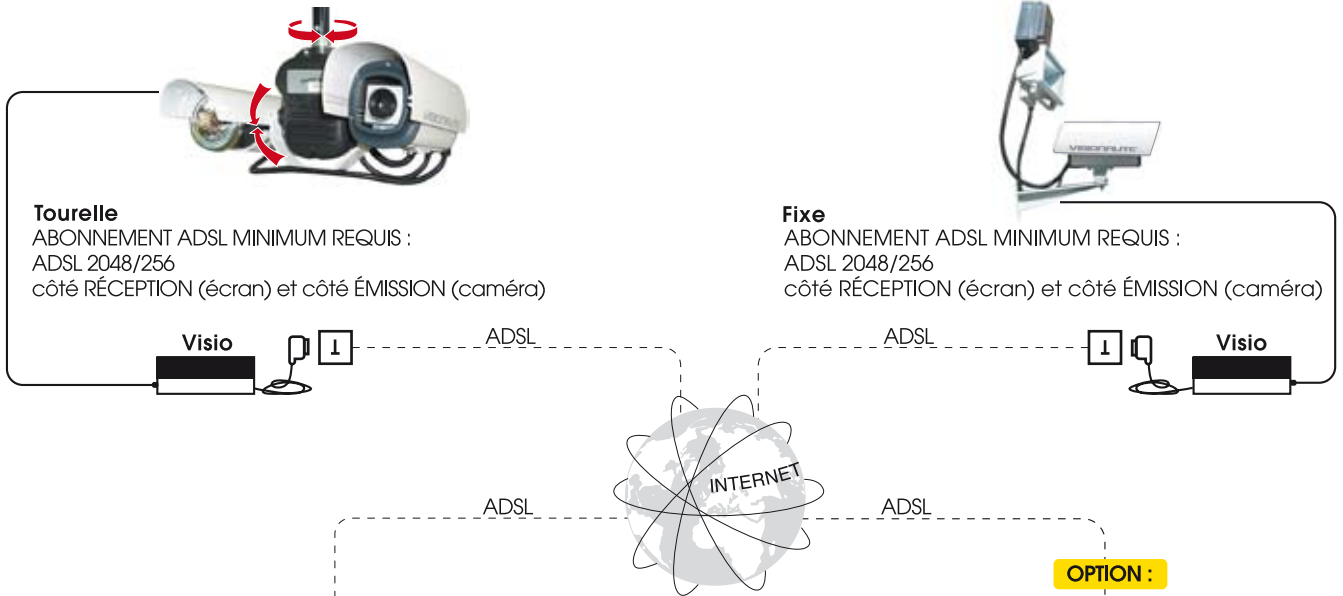 VISIONAUTE
VISIONAUTE
Tourelle
ABONNEMENT ADSL MINIMUM REQUIS :
ADSL 2048/256
côté RÉCEPTION (écran) et côté ÉMISSION (caméra)
Fixe
ABONNEMENT ADSL MINIMUM REQUIS :
ADSL 2048/256
côté RÉCEPTION (écran) et côté ÉMISSION (caméra)
Visio
ADSL
ADSL
Visio
INTERNET
ADSL
ADSL
OPTION :